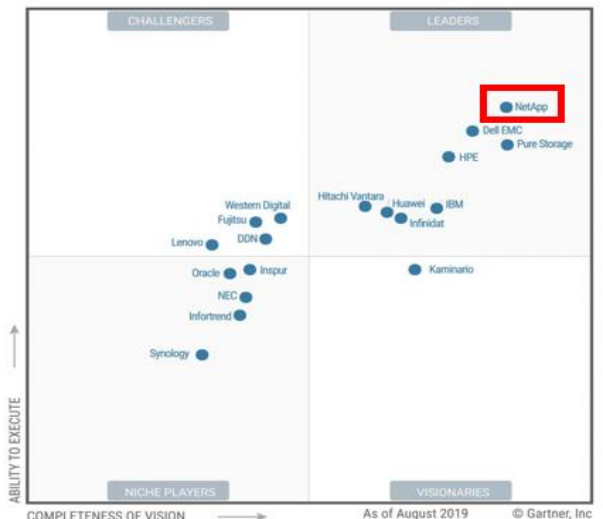 CHALLENGERS
LEADERS
NetApp
Dell EMC
Pure Storage
HPE
Hitachi Vantara
Huawei
IBM
Infinidat
Western Digital
Fujitsu
DDN
Lenovo
Oracle
Inspur
Kaminario
NEC
Infortrend
Synology
ABILITY TO EXECUTE
NICHE PLAYERS
VISIONARIES
COMPLETENESS OF VISION
As of August 2019
© Gartner, Inc